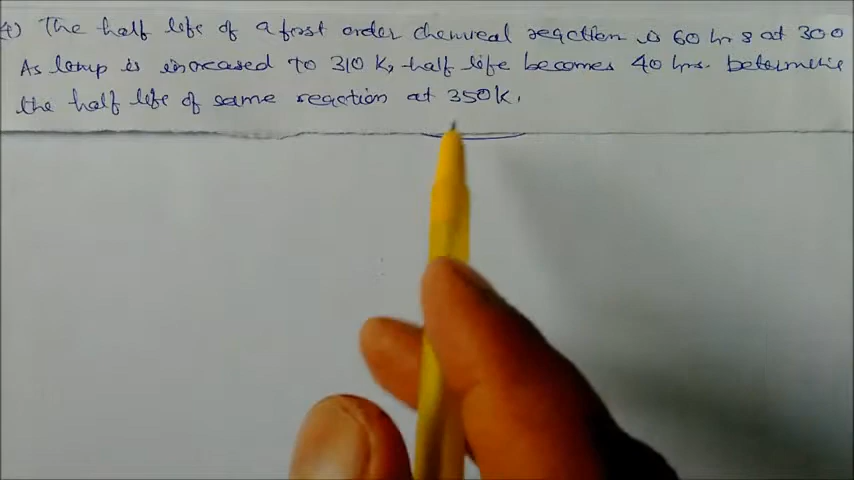 4) The half life of a first order chemical reaction is 60 hrs at 300
As temp is increased to 310 K, half life becomes 40 hrs. Determine
the half life of same reaction at 350K.